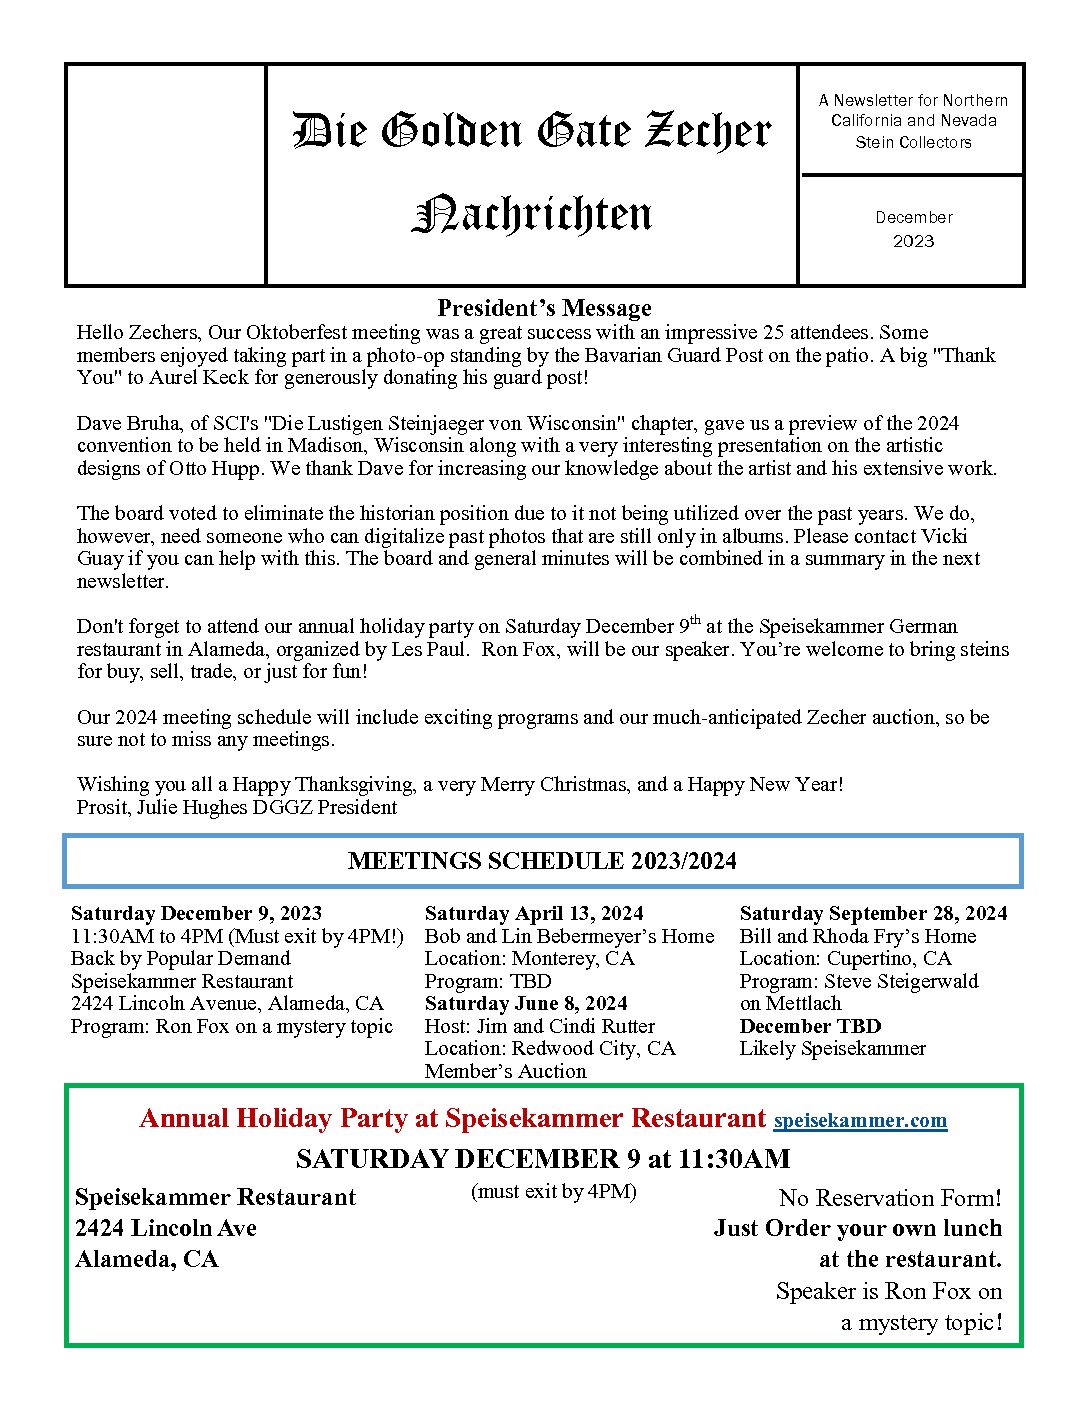 Die Golden Gate Zecher
Nachrichten
A Newsletter for Northern
California and Nevada
Stein Collectors
December
2023
President’s Message
Hello Zechers, Our Oktoberfest meeting was a great success with an impressive 25 attendees. Some
members enjoyed taking part in a photo-op standing by the Bavarian Guard Post on the patio. A big "Thank
You" to Aurel Keck for generously donating his guard post!
Dave Bruha, of SCI's "Die Lustigen Steinjaeger von Wisconsin" chapter, gave us a preview of the 2024
convention to be held in Madison, Wisconsin along with a very interesting presentation on the artistic
designs of Otto Hupp. We thank Dave for increasing our knowledge about the artist and his extensive work.
The board voted to eliminate the historian position due to it not being utilized over the past years. We do,
however, need someone who can digitalize past photos that are still only in albums. Please contact Vicki
Guay if you can help with this. The board and general minutes will be combined in a summary in the next
newsletter.
Don't forget to attend our annual holiday party on Saturday December 9th at the Speisekammer German
restaurant in Alameda, organized by Les Paul. Ron Fox, will be our speaker. You’re welcome to bring steins
for buy, sell, trade, or just for fun!
Our 2024 meeting schedule will include exciting programs and our much-anticipated Zecher auction, so be
sure not to miss any meetings.
Wishing you all a Happy Thanksgiving, a very Merry Christmas, and a Happy New Year!
Prosit, Julie Hughes DGGZ President
MEETINGS SCHEDULE 2023/2024
Saturday December 9, 2023
11:30AM to 4PM (Must exit by 4PM!)
Back by Popular Demand
Speisekammer Restaurant
2424 Lincoln Avenue, Alameda, CA
Program: Ron Fox on a mystery topic
Saturday April 13, 2024
Bob and Lin Bebermeyer’s Home
Location: Monterey, CA
Program: TBD
Saturday June 8, 2024
Host: Jim and Cindi Rutter
Location: Redwood City, CA
Member’s Auction
Saturday September 28, 2024
Bill and Rhoda Fry’s Home
Location: Cupertino, CA
Program: Steve Steigerwald
on Mettlach
December TBD
Likely Speisekammer
Annual Holiday Party at Speisekammer Restaurant speisekammer.com
SATURDAY DECEMBER 9 at 11:30AM
(must exit by 4PM)
Speisekammer Restaurant
2424 Lincoln Ave
Alameda, CA
No Reservation Form!
Just Order your own lunch
at the restaurant.
Speaker is Ron Fox on
a mystery topic!